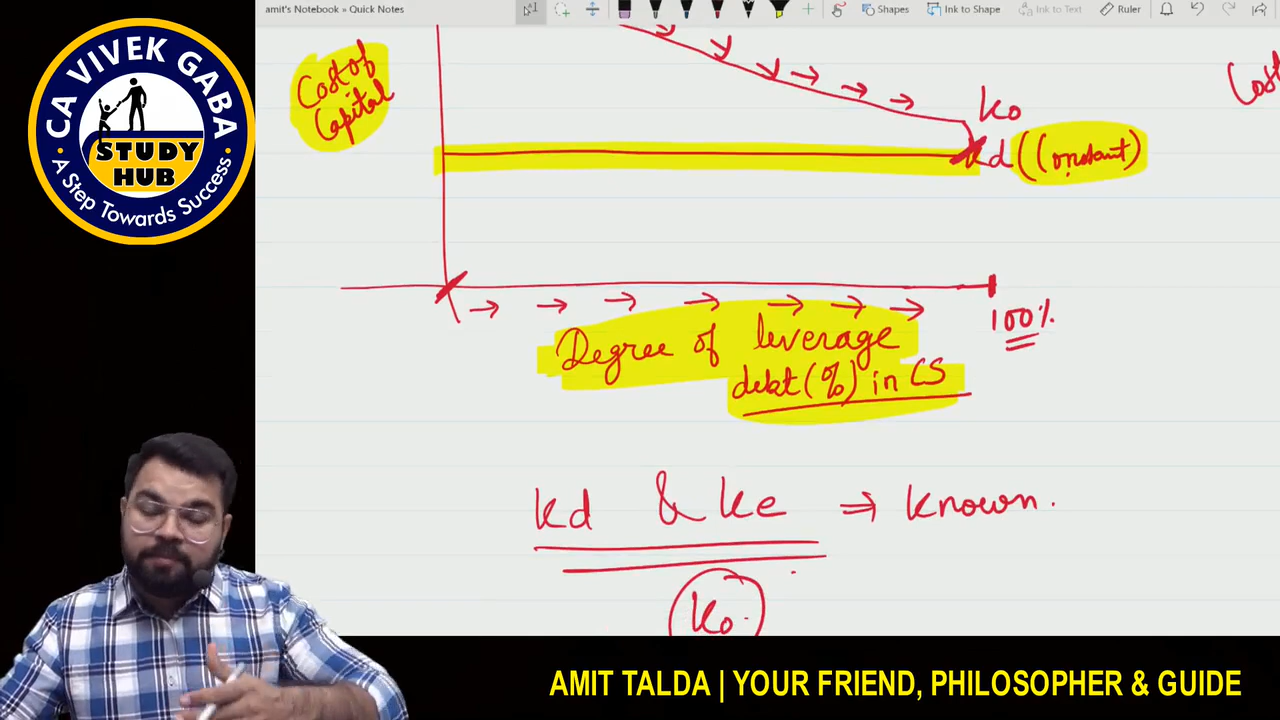 amit's Notebook » Quick Notes
Shapes
Ink to Shape
Ink to Text
Ruler
CA VIVEK GABA
STUDY
HUB
A Step Towards Success
Cost of
Capital
Cost
ko
kd (Constant)
100%
Degree of leverage
debt (%) in CS
kd & ke ⇒ known.
ko.
AMIT TALDA | YOUR FRIEND, PHILOSOPHER & GUIDE